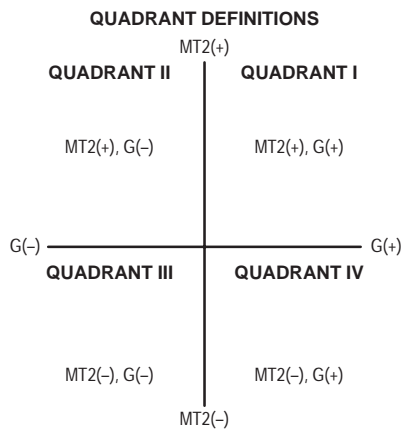 QUADRANT DEFINITIONS
MT2(+)
QUADRANT II
QUADRANT I
MT2(+), G(–)
MT2(+), G(+)
G(–)
G(+)
QUADRANT III
QUADRANT IV
MT2(–), G(–)
MT2(–), G(+)
MT2(–)